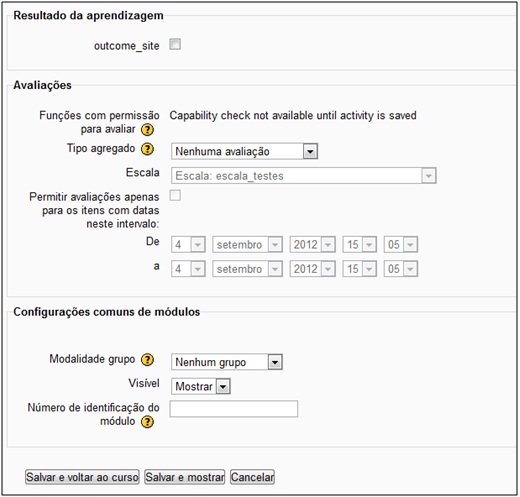 Resultado da aprendizagem
outcome_site
Avaliações
Funções com permissão
para avaliar
Capability check not available until activity is saved
Tipo agregado
Nenhuma avaliação
Escala
Escala: escala_testes
Permitir avaliações apenas
para os itens com datas
neste intervalo:
De 4 setembro 2012 15 05
a 4 setembro 2012 15 05
Configurações comuns de módulos
Modalidade grupo
Nenhum grupo
Visível
Mostrar
Número de identificação do
módulo
Salvar e voltar ao curso Salvar e mostrar Cancelar